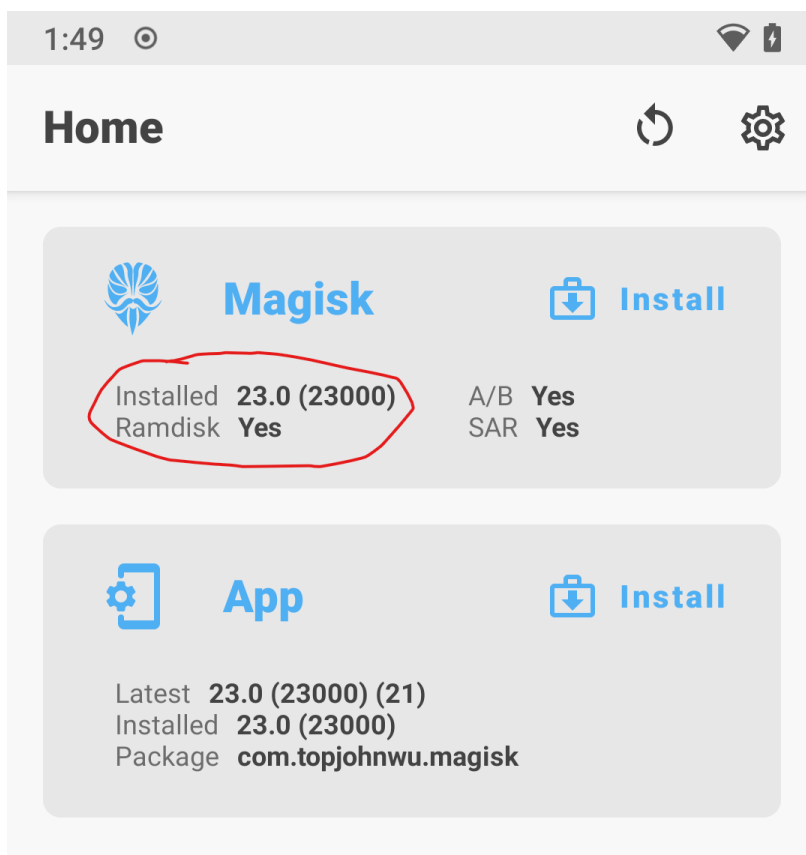 1:49
Home
Magisk
Install
Installed 23.0 (23000)
A/B Yes
Ramdisk Yes
SAR Yes
App
Install
Latest 23.0 (23000) (21)
Installed 23.0 (23000)
Package com.topjohnwu.magisk